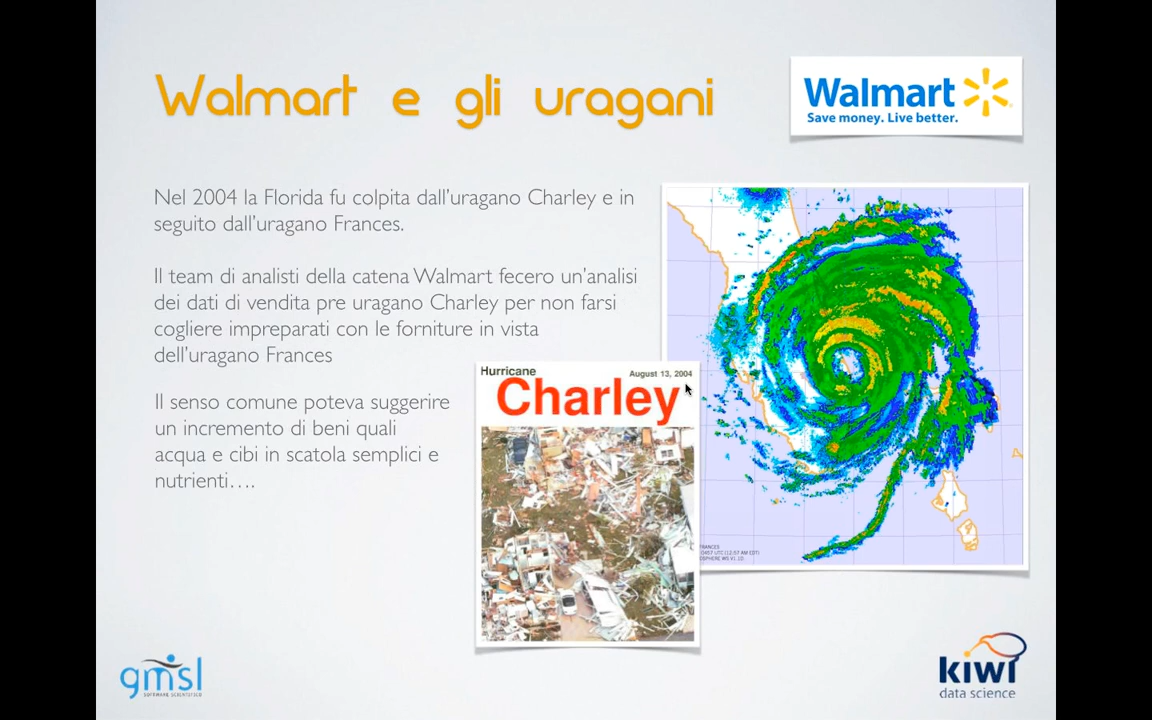 Walmart e gli uragani
Walmart
Save money. Live better.
Nel 2004 la Florida fu colpita dall'uragano Charley e in
seguito dall'uragano Frances.
Il team di analisti della catena Walmart fecero un'analisi
dei dati di vendita pre uragano Charley per non farsi
cogliere impreparati con le forniture in vista
dell'uragano Frances
Il senso comune poteva suggerire
un incremento di beni quali
acqua e cibi in scatola semplici e
nutrienti….
Hurricane
August 13, 2004
Charley
FRANCES
gmsl
SOFTWARE SCIENTIFICO
kiwi
data science